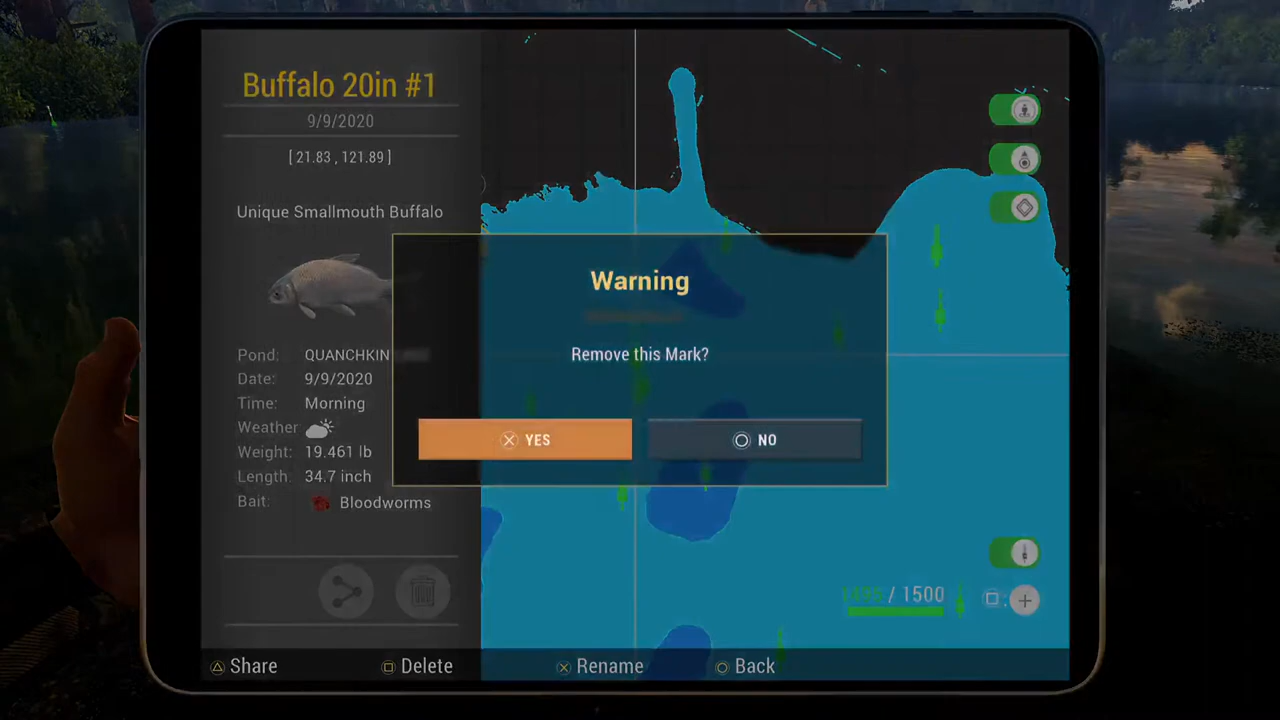 Buffalo 20in #1
9/9/2020
[ 21.83 , 121.89 ]
Unique Smallmouth Buffalo
Pond: QUANCHKIN
Date: 9/9/2020
Time: Morning
Weather
Weight: 19.461 lb
Length: 34.7 inch
Bait: Bloodworms
Warning
Remove this Mark?
YES
NO
/ 1500
Share
Delete
Rename
Back